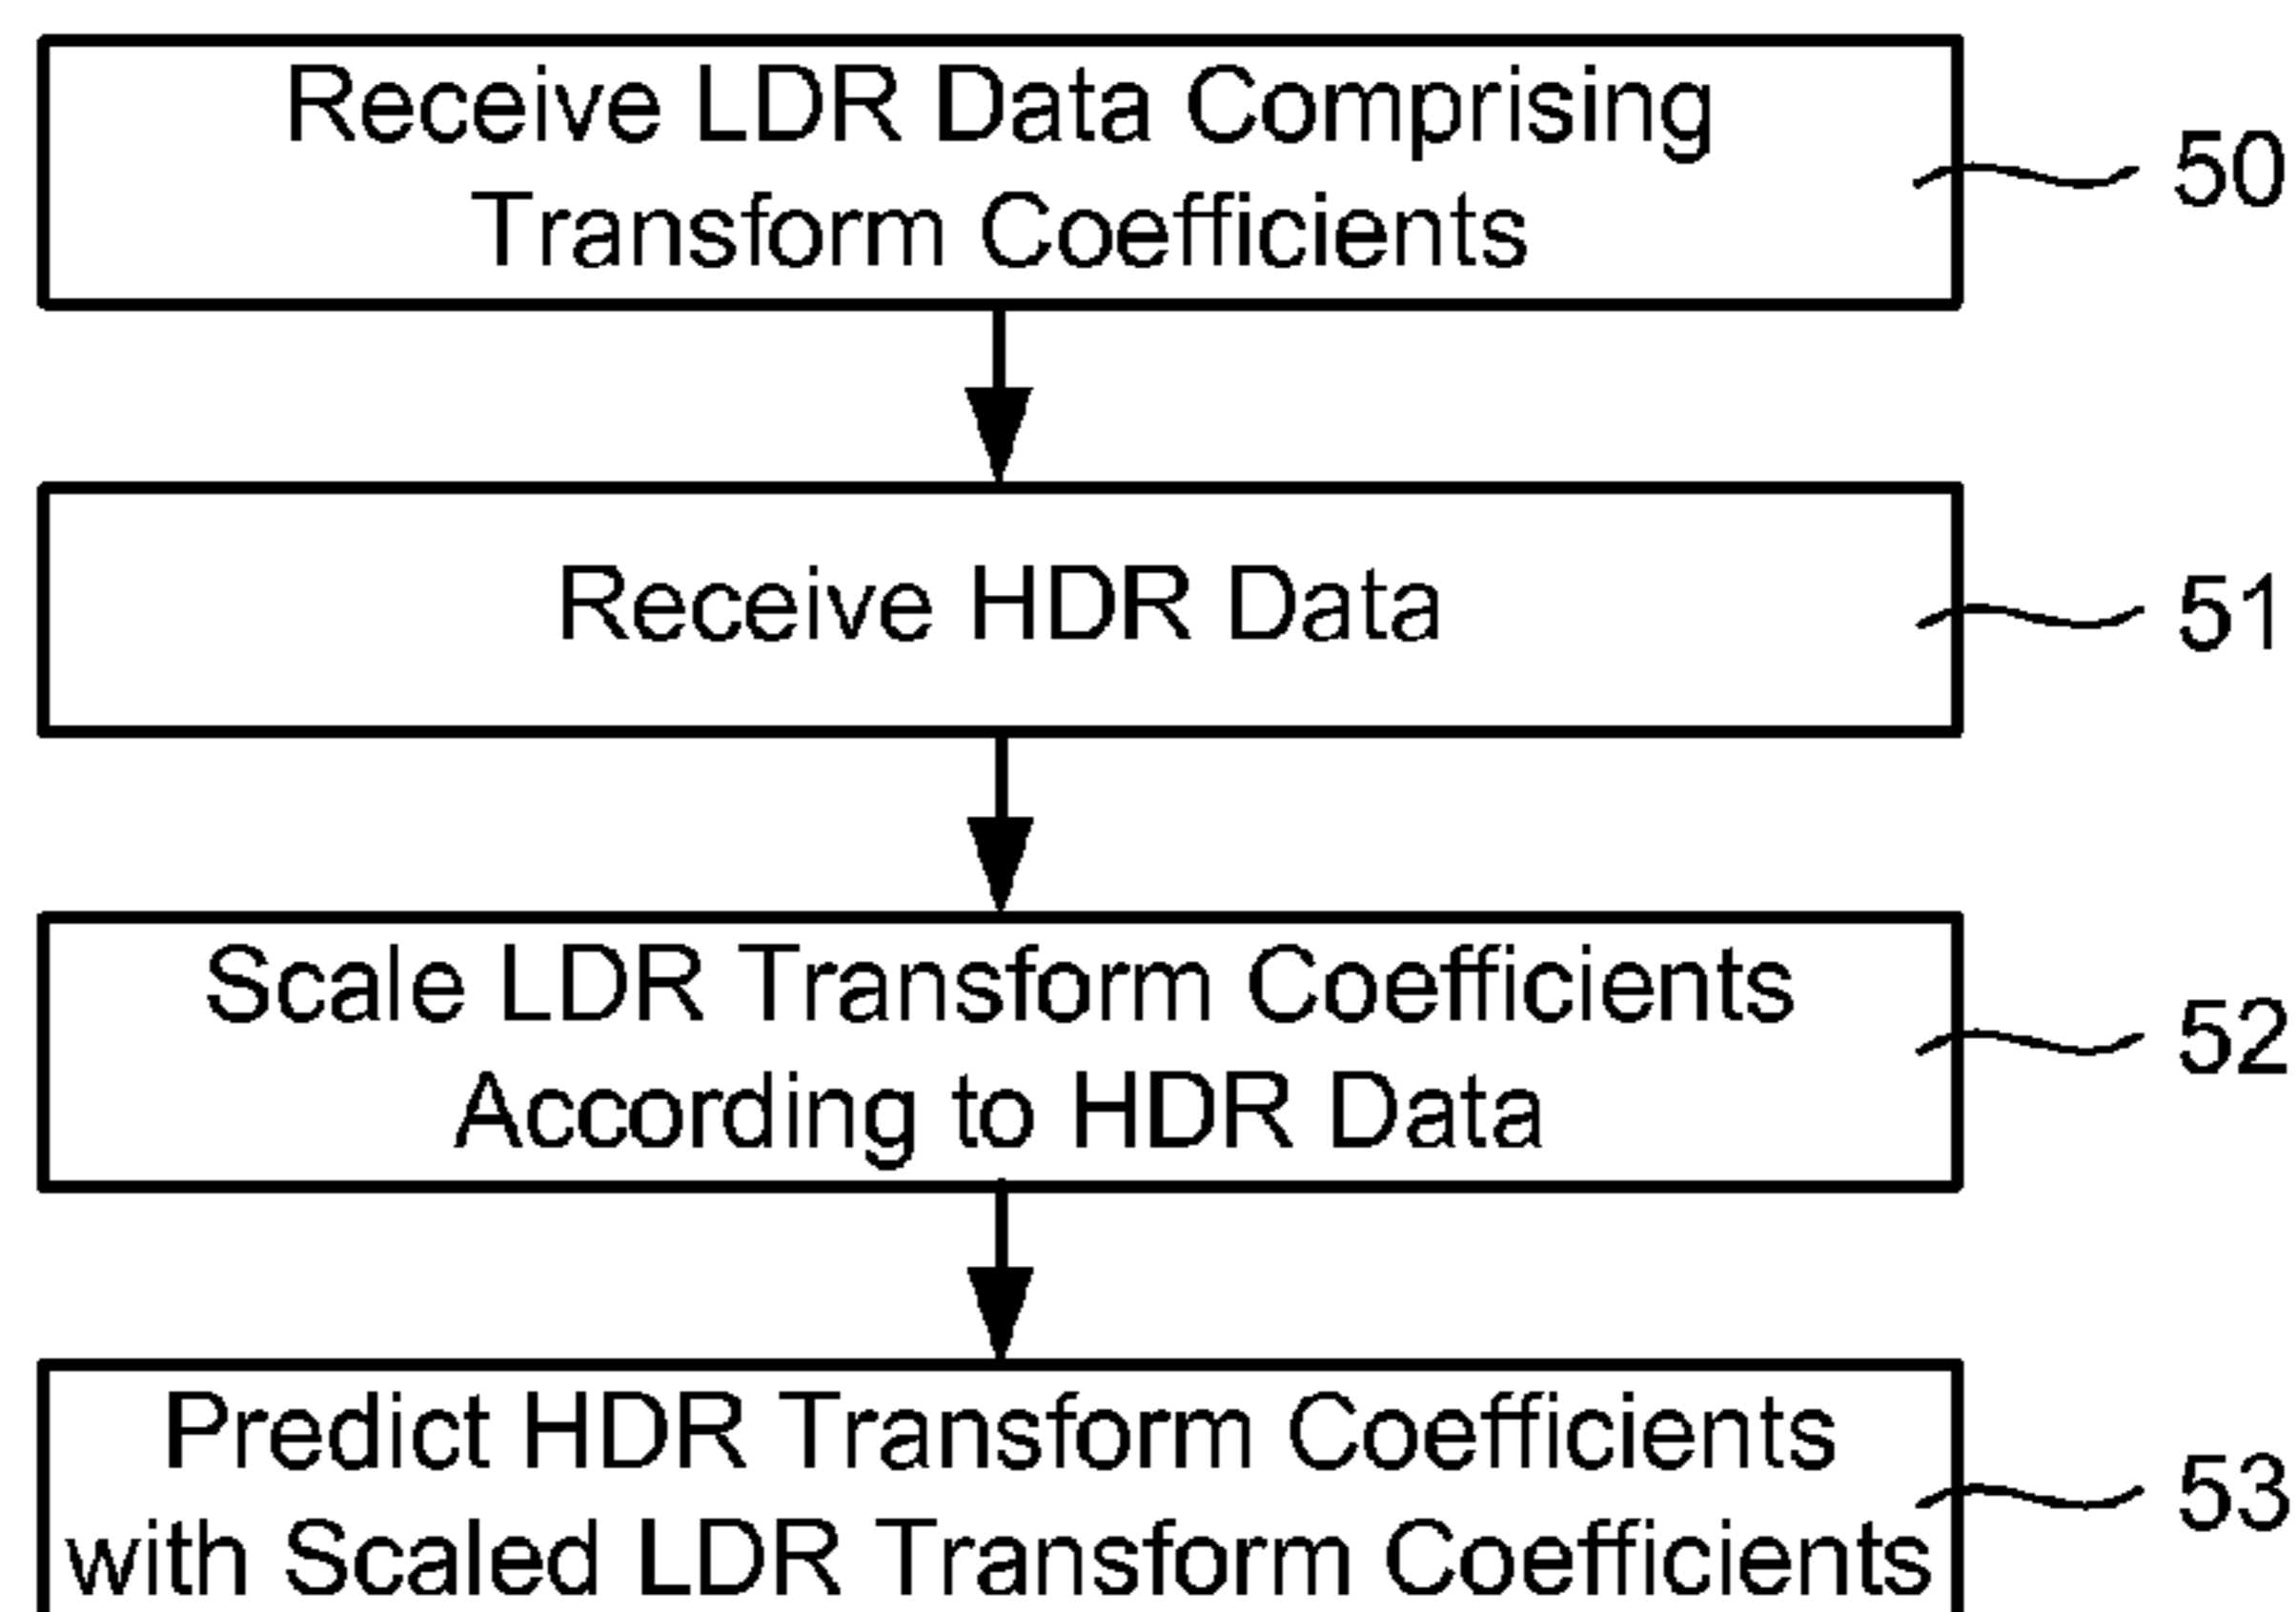 Receive LDR Data Comprising
Transform Coefficients
50
Receive HDR Data
51
Scale LDR Transform Coefficients
According to HDR Data
52
Predict HDR Transform Coefficients
with Scaled LDR Transform Coefficients
53